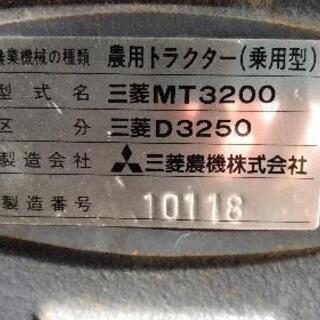 農業機械の種類 農用トラクター(乗用型)
型式名 三菱MT3200
区分 三菱D3250
製造会社 三菱農機株式会社
製造番号 10118